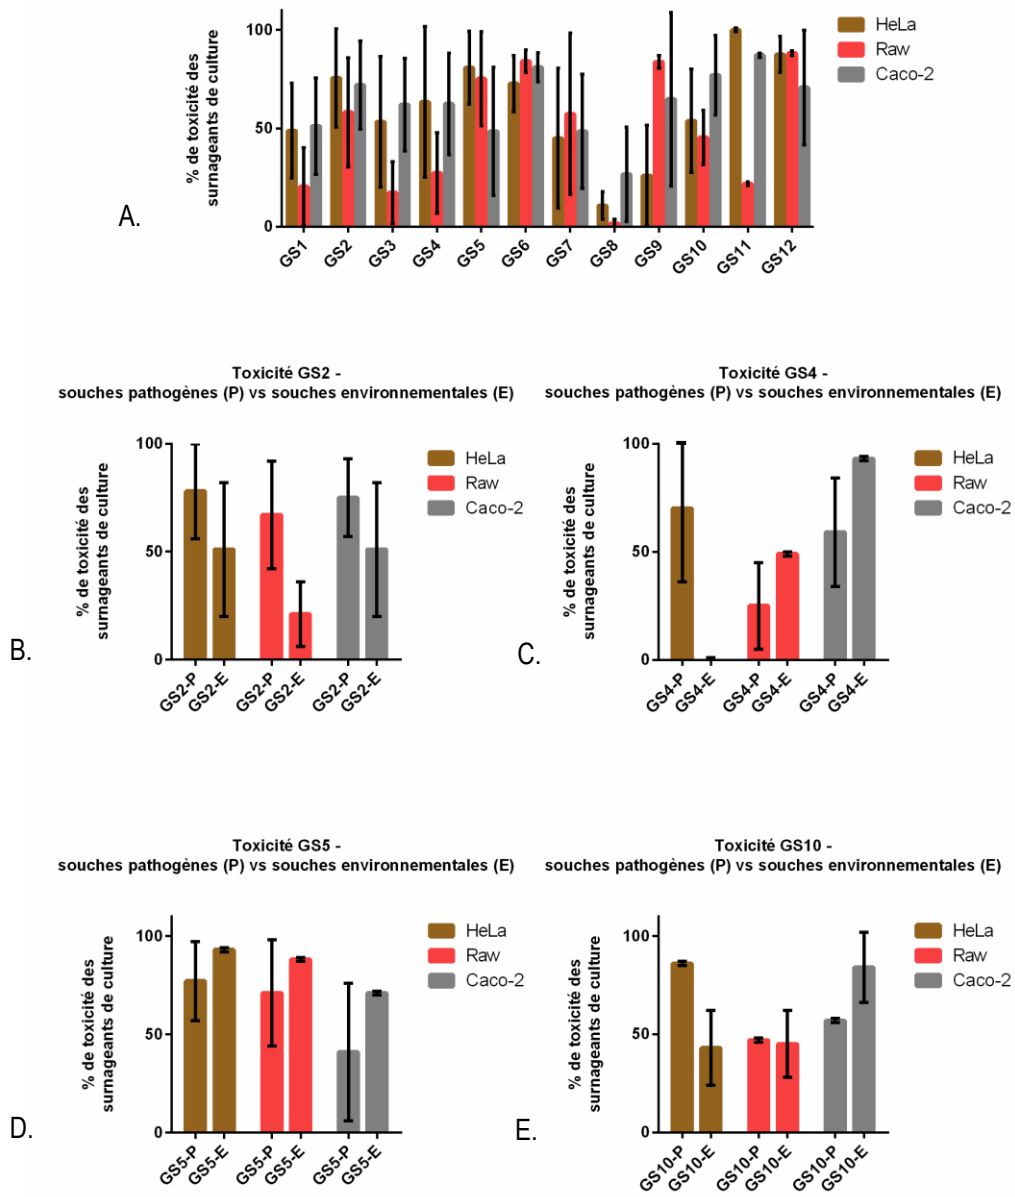 % de toxicité des
surnageants de culture
100
50
0
GS1
GS2
GS3
GS4
GS5
GS6
GS7
GS8
GS9
GS10
GS11
GS12
HeLa
Raw
Caco-2
A.
Toxicité GS2 -
souches pathogènes (P) vs souches environnementales (E)
% de toxicité des
surnageants de culture
100
50
0
GS2-P
GS2-E
GS2-P
GS2-E
GS2-P
GS2-E
HeLa
Raw
Caco-2
B.
Toxicité GS4 -
souches pathogènes (P) vs souches environnementales (E)
% de toxicité des
surnageants de culture
100
50
0
GS4-P
GS4-E
GS4-P
GS4-E
GS4-P
GS4-E
HeLa
Raw
Caco-2
C.
Toxicité GS5 -
souches pathogènes (P) vs souches environnementales (E)
% de toxicité des
surnageants de culture
100
50
0
GS5-P
GS5-E
GS5-P
GS5-E
GS5-P
GS5-E
HeLa
Raw
Caco-2
D.
Toxicité GS10 -
souches pathogènes (P) vs souches environnementales (E)
% de toxicité des
surnageants de culture
100
50
0
GS10-P
GS10-E
GS10-P
GS10-E
GS10-P
GS10-E
HeLa
Raw
Caco-2
E.